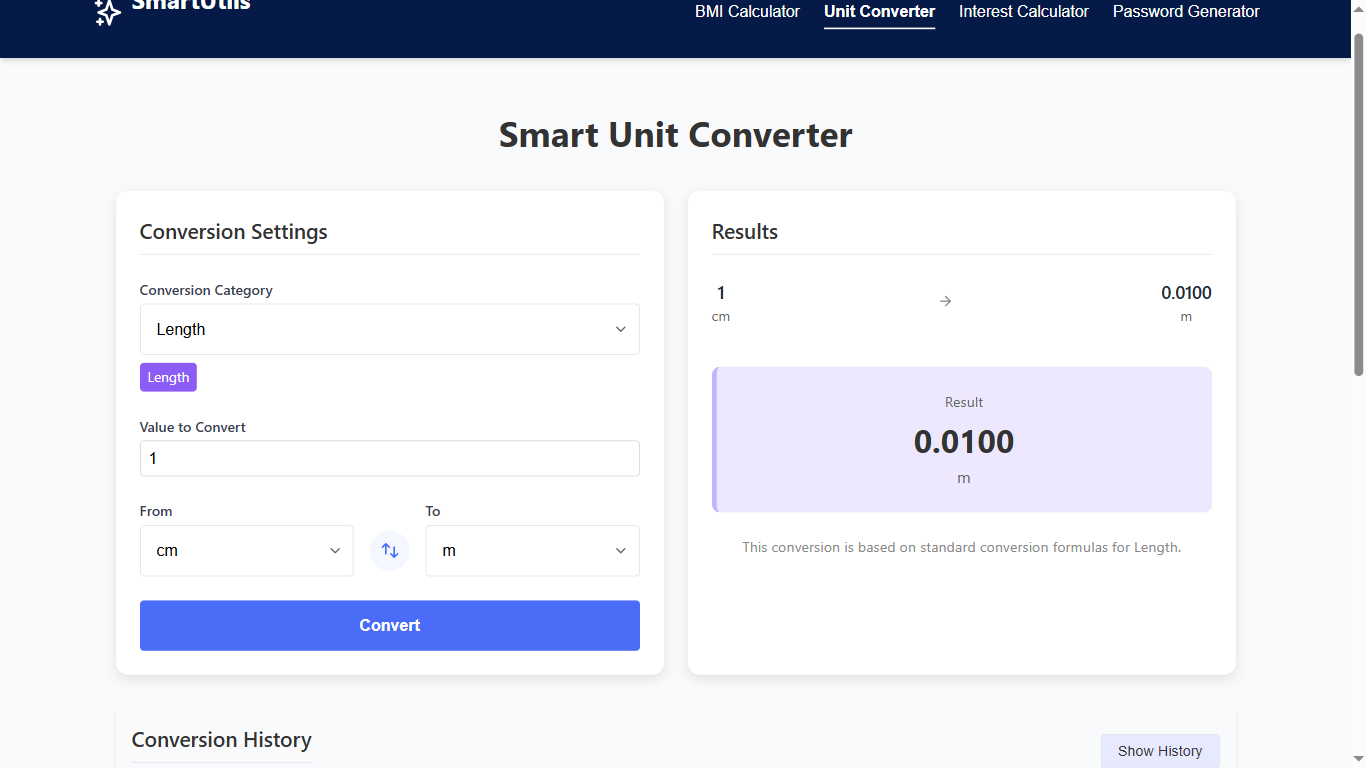 SmartUtils
BMI Calculator Unit Converter Interest Calculator Password Generator
Smart Unit Converter
Conversion Settings
Conversion Category
Length
Length
Value to Convert
1
From To
cm m
Convert
Results
1 → 0.0100
cm m
Result
0.0100
m
This conversion is based on standard conversion formulas for Length.
Conversion History
Show History